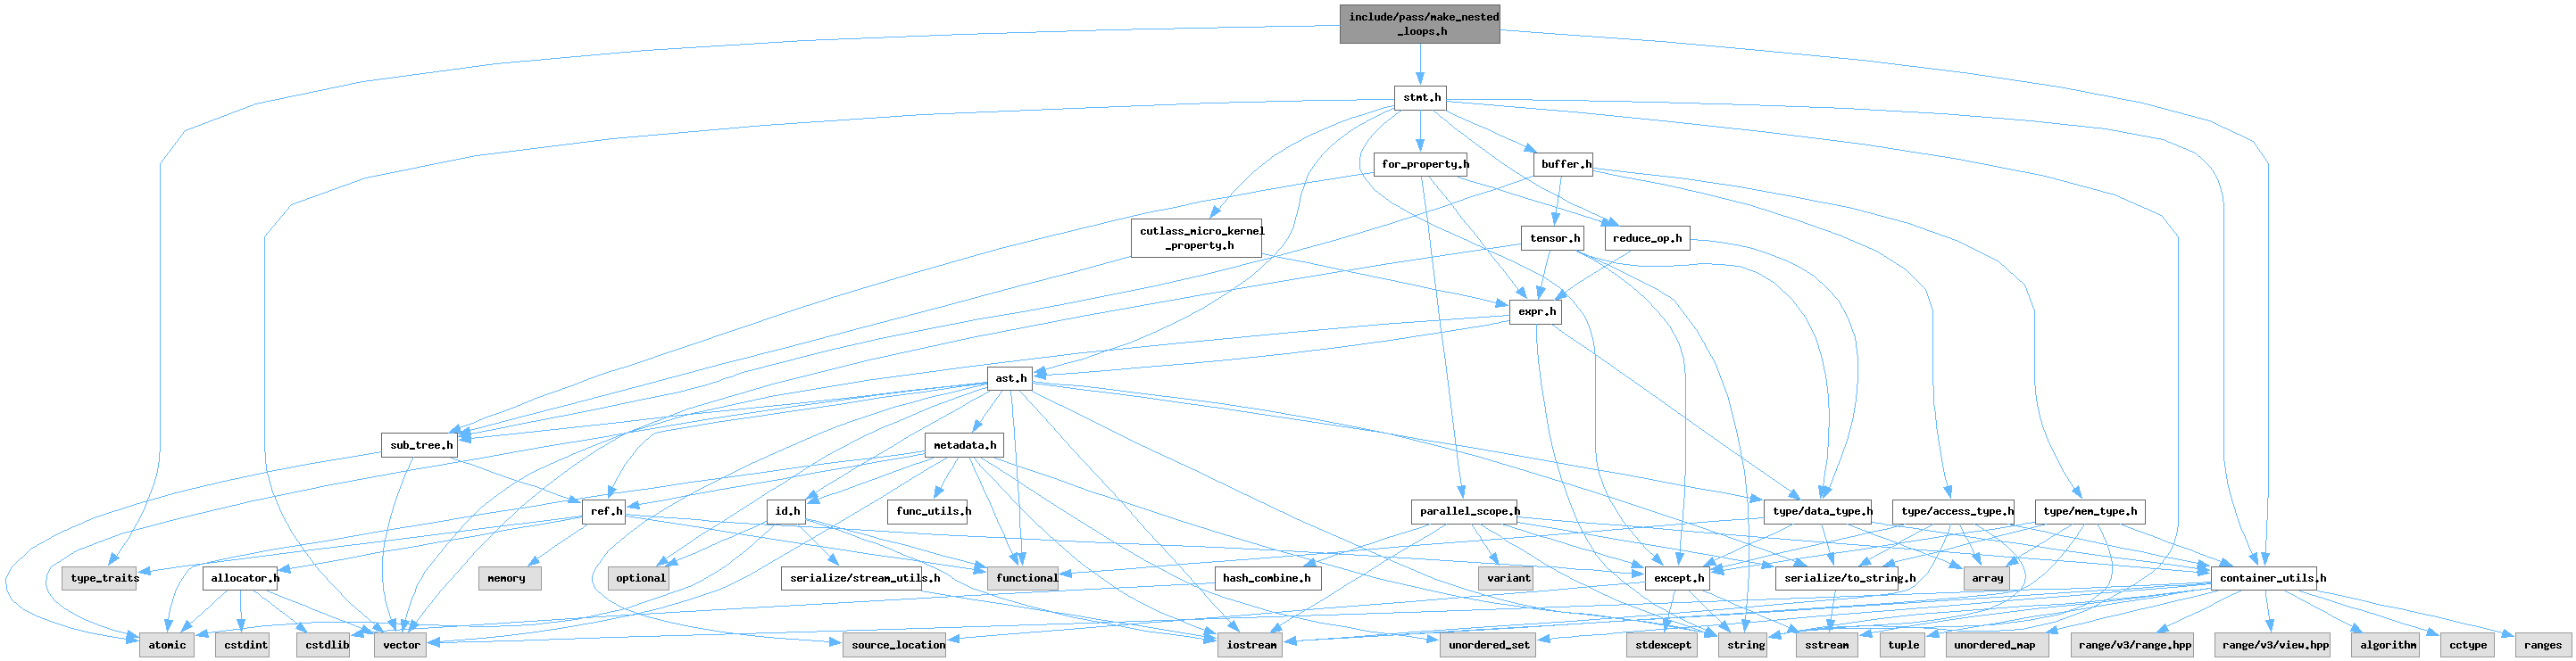 include/pass/make_nested
_loops.h
stmt.h
for_property.h
buffer.h
cutlass_micro_kernel
_property.h
tensor.h
reduce_op.h
expr.h
ast.h
sub_tree.h
metadata.h
ref.h
id.h
func_utils.h
parallel_scope.h
type/data_type.h
type/access_type.h
type/mem_type.h
type_traits
allocator.h
memory
optional
serialize/stream_utils.h
functional
hash_combine.h
variant
except.h
serialize/to_string.h
array
container_utils.h
atomic
cstdint
cstdlib
vector
source_location
iostream
unordered_set
stdexcept
string
sstream
tuple
unordered_map
range/v3/range.hpp
range/v3/view.hpp
algorithm
cctype
ranges